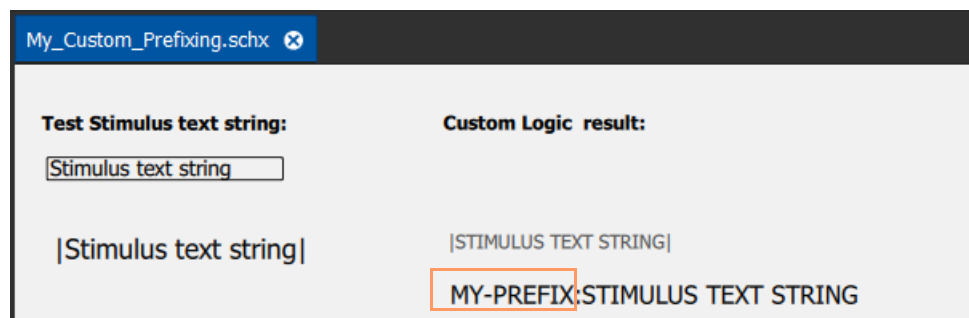 My_Custom_Prefixing.schx
Test Stimulus text string:
Custom Logic result:
Stimulus text string
|Stimulus text string|
|STIMULUS TEXT STRING|
MY-PREFIX:STIMULUS TEXT STRING